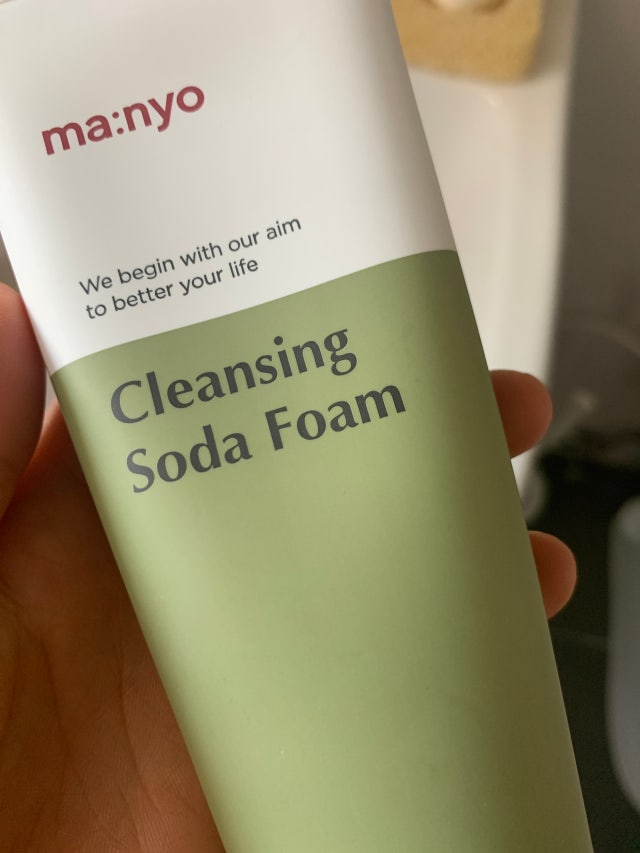 ma:nyo
We begin with our aim
to better your life
Cleansing
Soda Foam